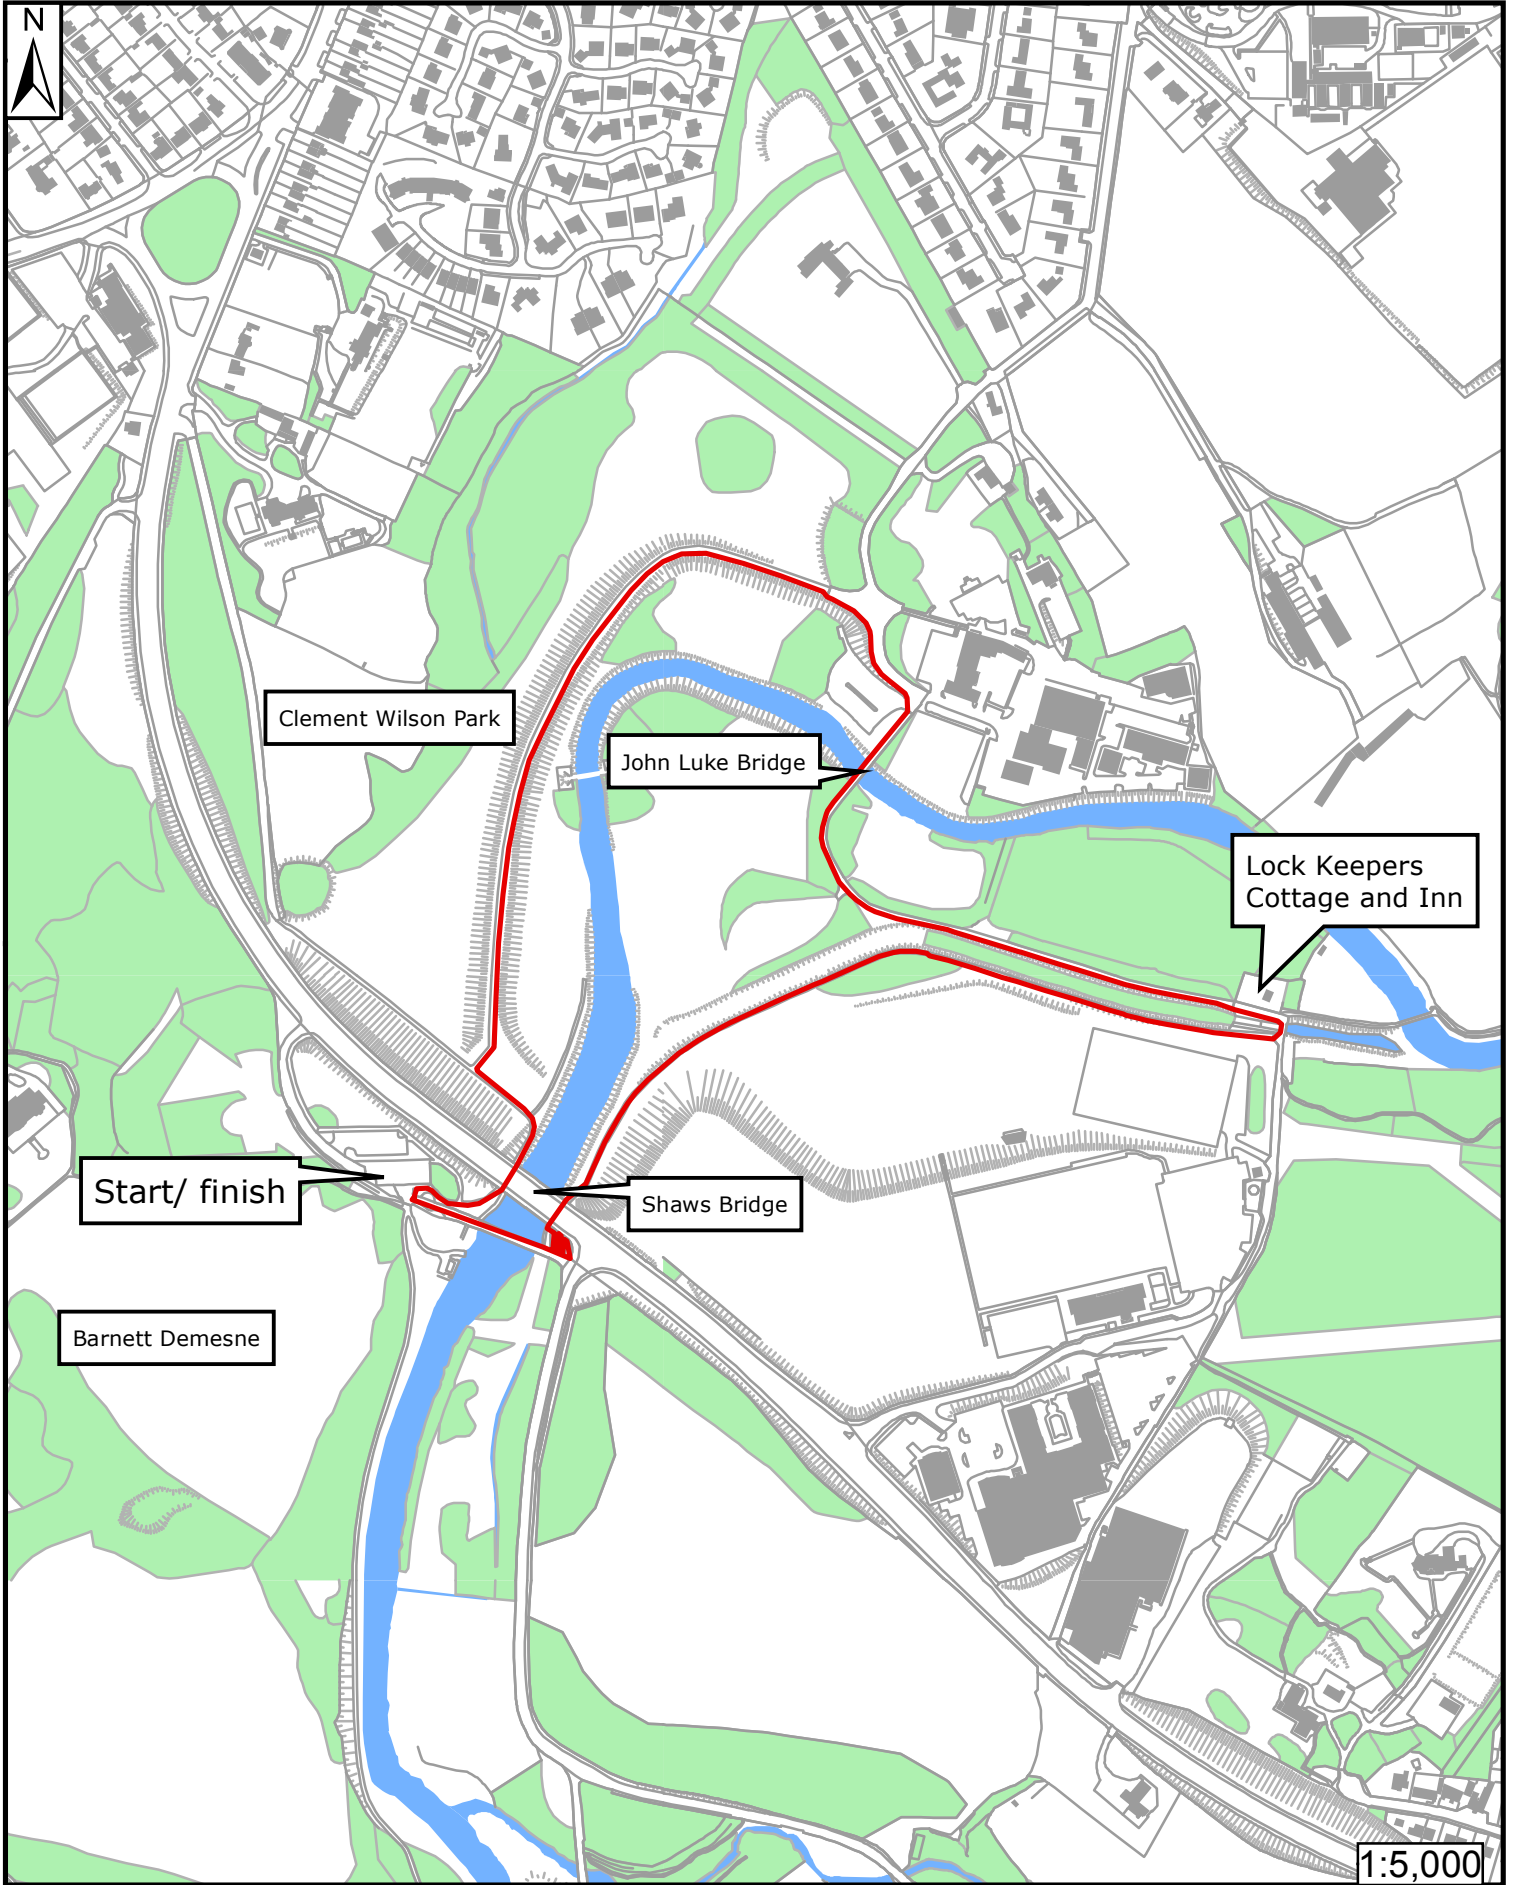 N
Clement Wilson Park
John Luke Bridge
Lock Keepers
Cottage and Inn
Start/ finish
Shaws Bridge
Barnett Demesne
1:5,000